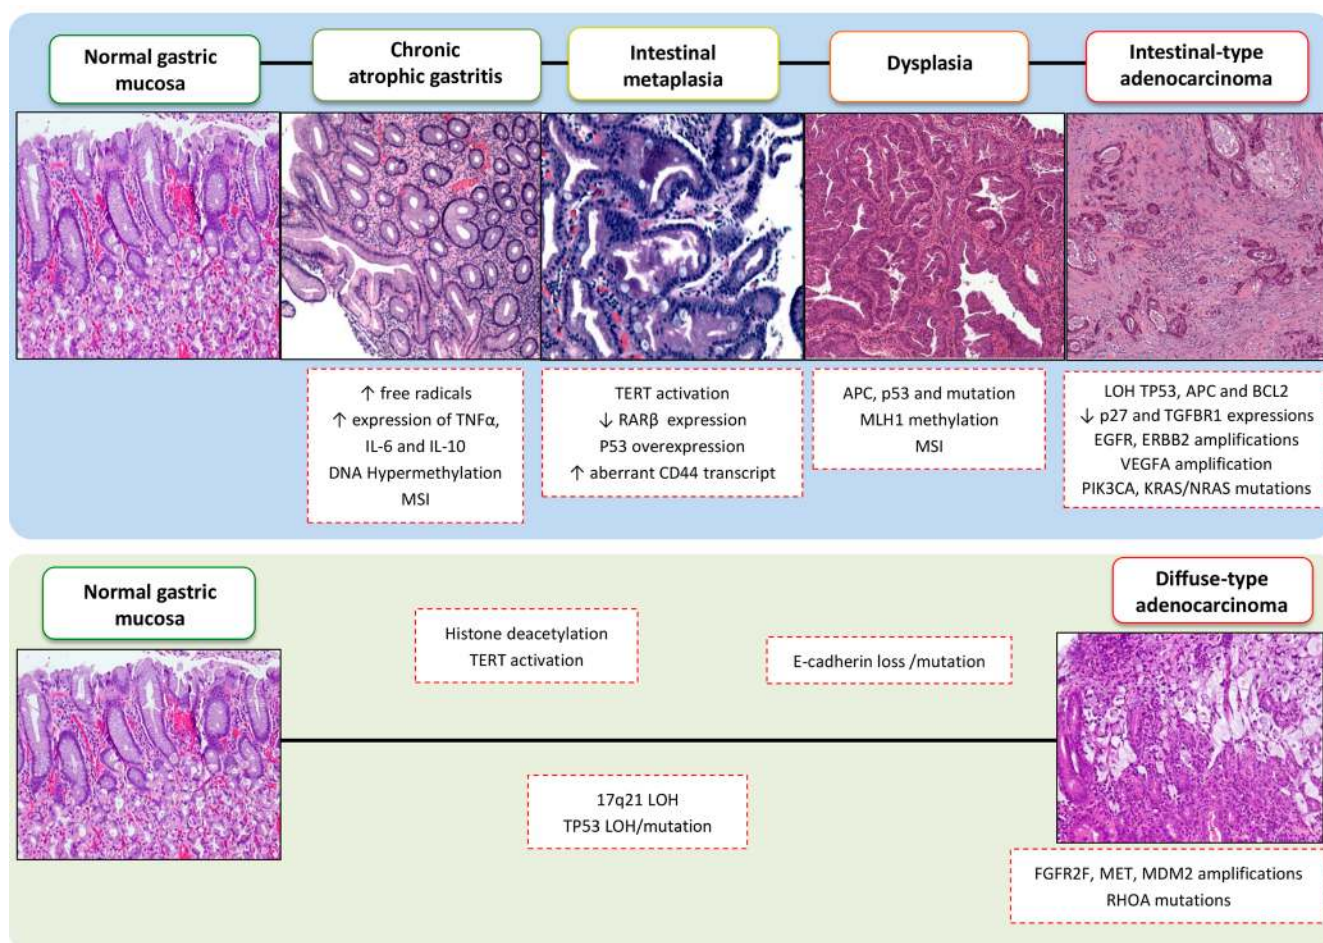 Normal gastric
mucosa
Chronic
atrophic gastritis
Intestinal
metaplasia
Dysplasia
Intestinal-type
adenocarcinoma
↑ free radicals
↑ expression of TNFα,
IL-6 and IL-10
DNA Hypermethylation
MSI
TERT activation
↓ RARβ expression
P53 overexpression
↑ aberrant CD44 transcript
APC, p53 and mutation
MLH1 methylation
MSI
LOH TP53, APC and BCL2
↓ p27 and TGFBR1 expressions
EGFR, ERBB2 amplifications
VEGFA amplification
PIK3CA, KRAS/NRAS mutations
Normal gastric
mucosa
Diffuse-type
adenocarcinoma
Histone deacetylation
TERT activation
E-cadherin loss /mutation
17q21 LOH
TP53 LOH/mutation
FGFR2F, MET, MDM2 amplifications
RHOA mutations